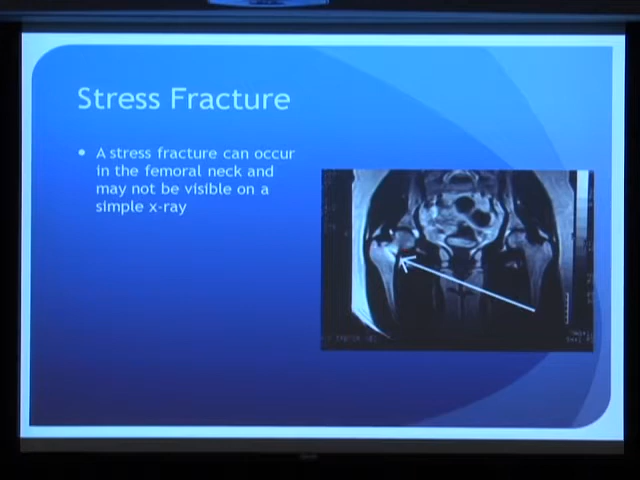 Stress Fracture
• A stress fracture can occur
in the femoral neck and
may not be visible on a
simple x-ray